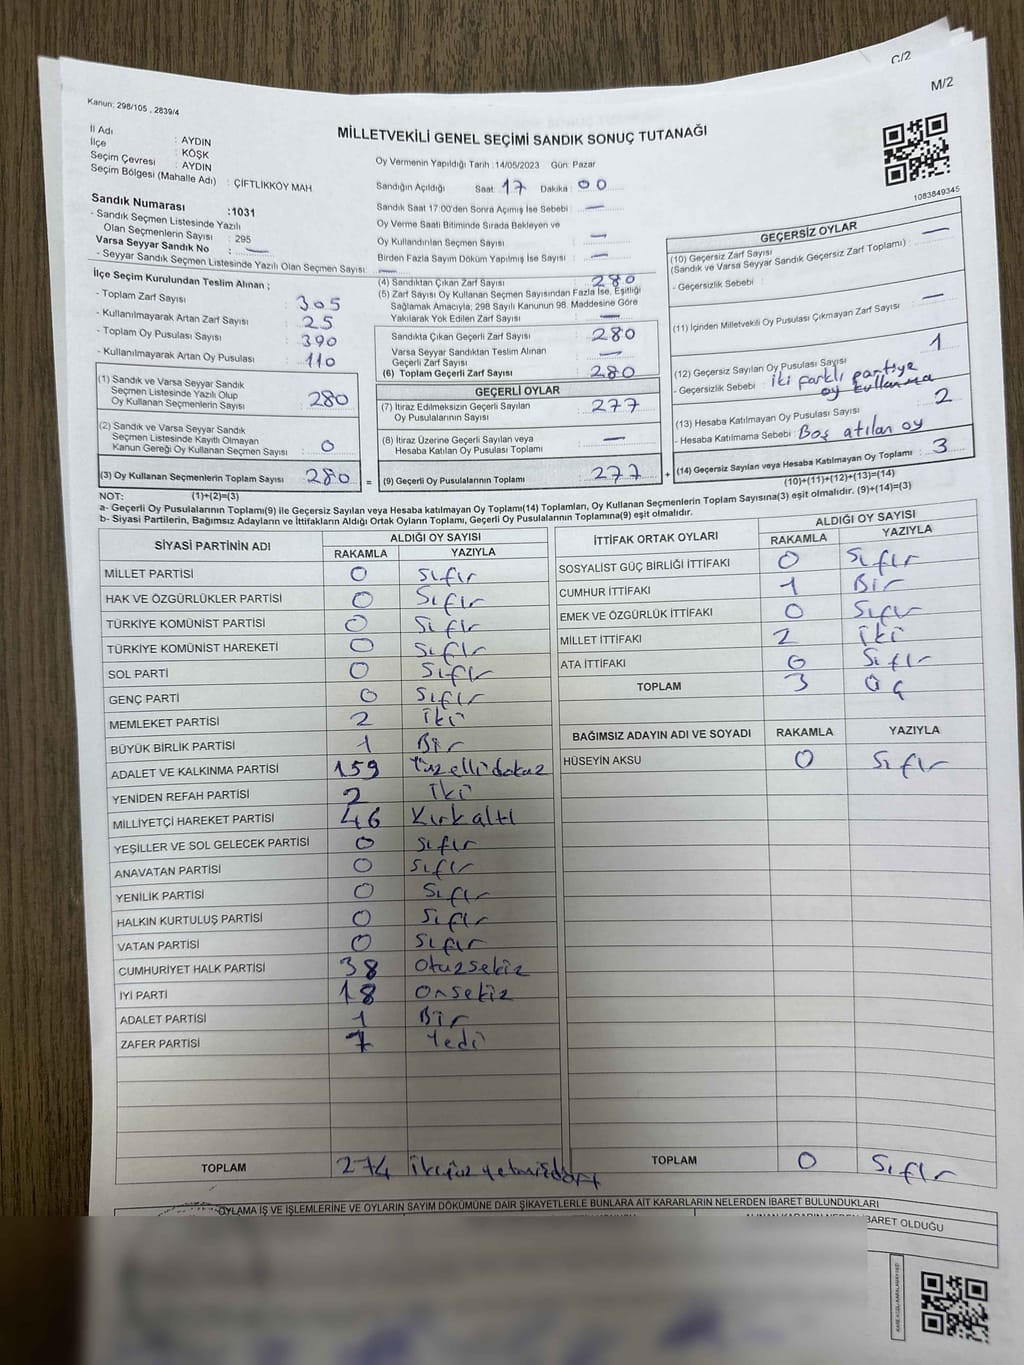 C/2
M/2
Kanun: 298/105 , 2839/4
MİLLETVEKİLİ GENEL SEÇİMİ SANDIK SONUÇ TUTANAĞI
İl Adı : AYDIN
İlçe : KÖŞK
Seçim Çevresi : AYDIN
Seçim Bölgesi (Mahalle Adı) : ÇİFTLİKKÖY MAH
Sandık Numarası :1031
- Sandık Seçmen Listesinde Yazılı
Olan Seçmenlerin Sayısı : 295
Varsa Seyyar Sandık No : —
- Seyyar Sandık Seçmen Listesinde Yazılı Olan Seçmen Sayısı: —
İlçe Seçim Kurulundan Teslim Alınan ;
- Toplam Zarf Sayısı : 305
- Kullanılmayarak Artan Zarf Sayısı : 25
- Toplam Oy Pusulası Sayısı : 390
- Kullanılmayarak Artan Oy Pusulası : 110
(1) Sandık ve Varsa Seyyar Sandık
Seçmen Listesinde Yazılı Olup
Oy Kullanan Seçmenlerin Sayısı : 280
(2) Sandık ve Varsa Seyyar Sandık
Seçmen Listesinde Kayıtlı Olmayan
Kanun Gereği Oy Kullanan Seçmen Sayısı : 0
(3) Oy Kullanan Seçmenlerin Toplam Sayısı : 280 =
Oy Vermenin Yapıldığı Tarih :14/05/2023 Gün: Pazar
Sandığın Açıldığı Saat 17 Dakika : 00
Sandık Saat 17:00'den Sonra Açımış İse Sebebi : —
Oy Verme Saati Bitiminde Sırada Bekleyen ve
Oy Kullandırılan Seçmen Sayısı : —
Birden Fazla Sayım Döküm Yapılmış İse Sayısı : —
(4) Sandıktan Çıkan Zarf Sayısı : 280
(5) Zarf Sayısı Oy Kullanan Seçmen Sayısından Fazla İse, Eşitliği
Sağlamak Amacıyla; 298 Sayılı Kanunun 98. Maddesine Göre
Yakılarak Yok Edilen Zarf Sayısı : —
Sandıkta Çıkan Geçerli Zarf Sayısı : 280
Varsa Seyyar Sandıktan Teslim Alınan
Geçerli Zarf Sayısı : —
(6) Toplam Geçerli Zarf Sayısı : 280
GEÇERLİ OYLAR
(7) İtiraz Edilmeksizin Geçerli Sayılan
Oy Pusulalarının Sayısı : 277
(8) İtiraz Üzerine Geçerli Sayılan veya
Hesaba Katılan Oy Pusulası Toplamı : —
(9) Geçerli Oy Pusulalarının Toplamı : 277 +
1083849345
GEÇERSİZ OYLAR
(10) Geçersiz Zarf Sayısı : —
(Sandık ve Varsa Seyyar Sandık Geçersiz Zarf Toplamı)
- Geçersizlik Sebebi :
(11) İçinden Milletvekili Oy Pusulası Çıkmayan Zarf Sayısı : —
(12) Geçersiz Sayılan Oy Pusulası Sayısı : 1
- Geçersizlik Sebebi : İki farklı partiye
oy kullanma
(13) Hesaba Katılmayan Oy Pusulası Sayısı : 2
- Hesaba Katılmama Sebebi : Boş atılan oy
(14) Geçersiz Sayılan veya Hesaba Katılmayan Oy Toplamı : 3
(10)+(11)+(12)+(13)=(14)
NOT: (1)+(2)=(3)
a- Geçerli Oy Pusulalarının Toplamı(9) ile Geçersiz Sayılan veya Hesaba katılmayan Oy Toplamı(14) Toplamları, Oy Kullanan Seçmenlerin Toplam Sayısına(3) eşit olmalıdır. (9)+(14)=(3)
b- Siyasi Partilerin, Bağımsız Adayların ve İttifakların Aldığı Ortak Oyların Toplamı, Geçerli Oy Pusulalarının Toplamına(9) eşit olmalıdır.
SİYASİ PARTİNİN ADI ALDIĞI OY SAYISI
RAKAMLA YAZIYLA
MİLLET PARTİSİ 0 Sıfır
HAK VE ÖZGÜRLÜKLER PARTİSİ 0 Sıfır
TÜRKİYE KOMÜNİST PARTİSİ 0 Sıfır
TÜRKİYE KOMÜNİST HAREKETİ 0 Sıfır
SOL PARTİ 0 Sıfır
GENÇ PARTİ 0 Sıfır
MEMLEKET PARTİSİ 2 iki
BÜYÜK BİRLİK PARTİSİ 1 Bir
ADALET VE KALKINMA PARTİSİ 159 Yüzellidokuz
YENİDEN REFAH PARTİSİ 2 iki
MİLLİYETÇİ HAREKET PARTİSİ 46 Kırkaltı
YEŞİLLER VE SOL GELECEK PARTİSİ 0 Sıfır
ANAVATAN PARTİSİ 0 Sıfır
YENİLİK PARTİSİ 0 Sıfır
HALKIN KURTULUŞ PARTİSİ 0 Sıfır
VATAN PARTİSİ 0 Sıfır
CUMHURİYET HALK PARTİSİ 38 Otuzsekiz
İYİ PARTİ 18 Onsekiz
ADALET PARTİSİ 1 Bir
ZAFER PARTİSİ 7 Yedi
TOPLAM 274 ikiyüzyetmişdört
İTTİFAK ORTAK OYLARI ALDIĞI OY SAYISI
RAKAMLA YAZIYLA
SOSYALİST GÜÇ BİRLİĞİ İTTİFAKI 0 Sıfır
CUMHUR İTTİFAKI 1 Bir
EMEK VE ÖZGÜRLÜK İTTİFAKI 0 Sıfır
MİLLET İTTİFAKI 2 iki
ATA İTTİFAKI 0 Sıfır
TOPLAM 3 üç
BAĞIMSIZ ADAYIN ADI VE SOYADI RAKAMLA YAZIYLA
HÜSEYİN AKSU 0 Sıfır
TOPLAM 0 Sıfır
OYLAMA İŞ VE İŞLEMLERİNE VE OYLARIN SAYIM DÖKÜMÜNE DAİR ŞİKAYETLERLE BUNLARA AİT KARARLARIN NELERDEN İBARET BULUNDUKLARI
İBARET OLDUĞU